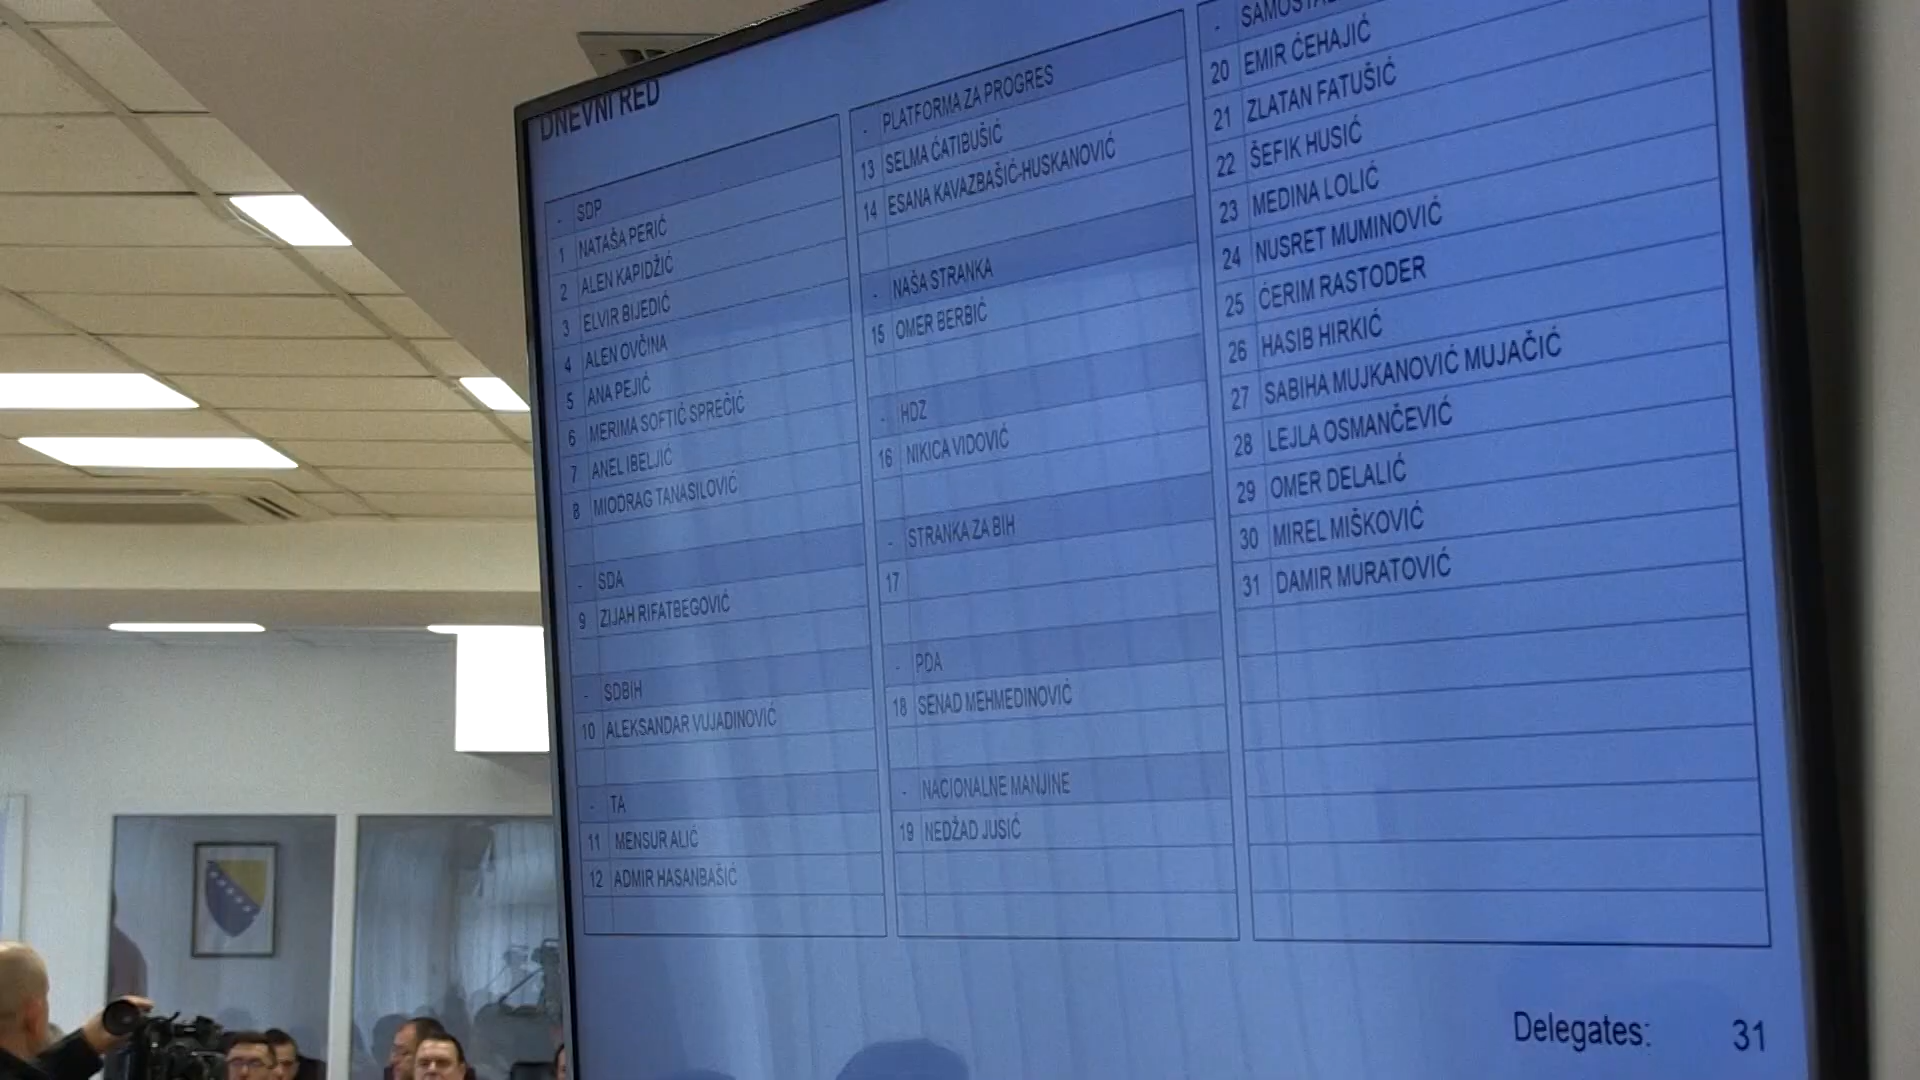 DNEVNI RED
- SDP
1 NATAŠA PERIĆ
2 ALEN KAPIDŽIĆ
3 ELVIR BIJEDIĆ
4 ALEN OVČINA
5 ANA PEJIĆ
6 MERIMA SOFTIĆ SPREČIĆ
7 ANEL IBELJIĆ
8 MIODRAG TANASILOVIĆ
- SDA
9 ZIJAH RIFATBEGOVIĆ
- SDBIH
10 ALEKSANDAR VUJADINOVIĆ
- TA
11 MENSUR ALIĆ
12 ADMIR HASANBAŠIĆ
- PLATFORMA ZA PROGRES
13 SELMA ĆATIBUŠIĆ
14 ESANA KAVAZBAŠIĆ-HUSKANOVIĆ
- NAŠA STRANKA
15 OMER BERBIĆ
- HDZ
16 NIKICA VIDOVIĆ
- STRANKA ZA BIH
17
- PDA
18 SENAD MEHMEDINOVIĆ
- NACIONALNE MANJINE
19 NEDŽAD JUSIĆ
-
20 EMIR ĆEHAJIĆ
21 ZLATAN FATUŠIĆ
22 ŠEFIK HUSIĆ
23 MEDINA LOLIĆ
24 NUSRET MUMINOVIĆ
25 ĆERIM RASTODER
26 HASIB HIRKIĆ
27 SABIHA MUJKANOVIĆ MUJAČIĆ
28 LEJLA OSMANČEVIĆ
29 OMER DELALIĆ
30 MIREL MIŠKOVIĆ
31 DAMIR MURATOVIĆ
Delegates: 31